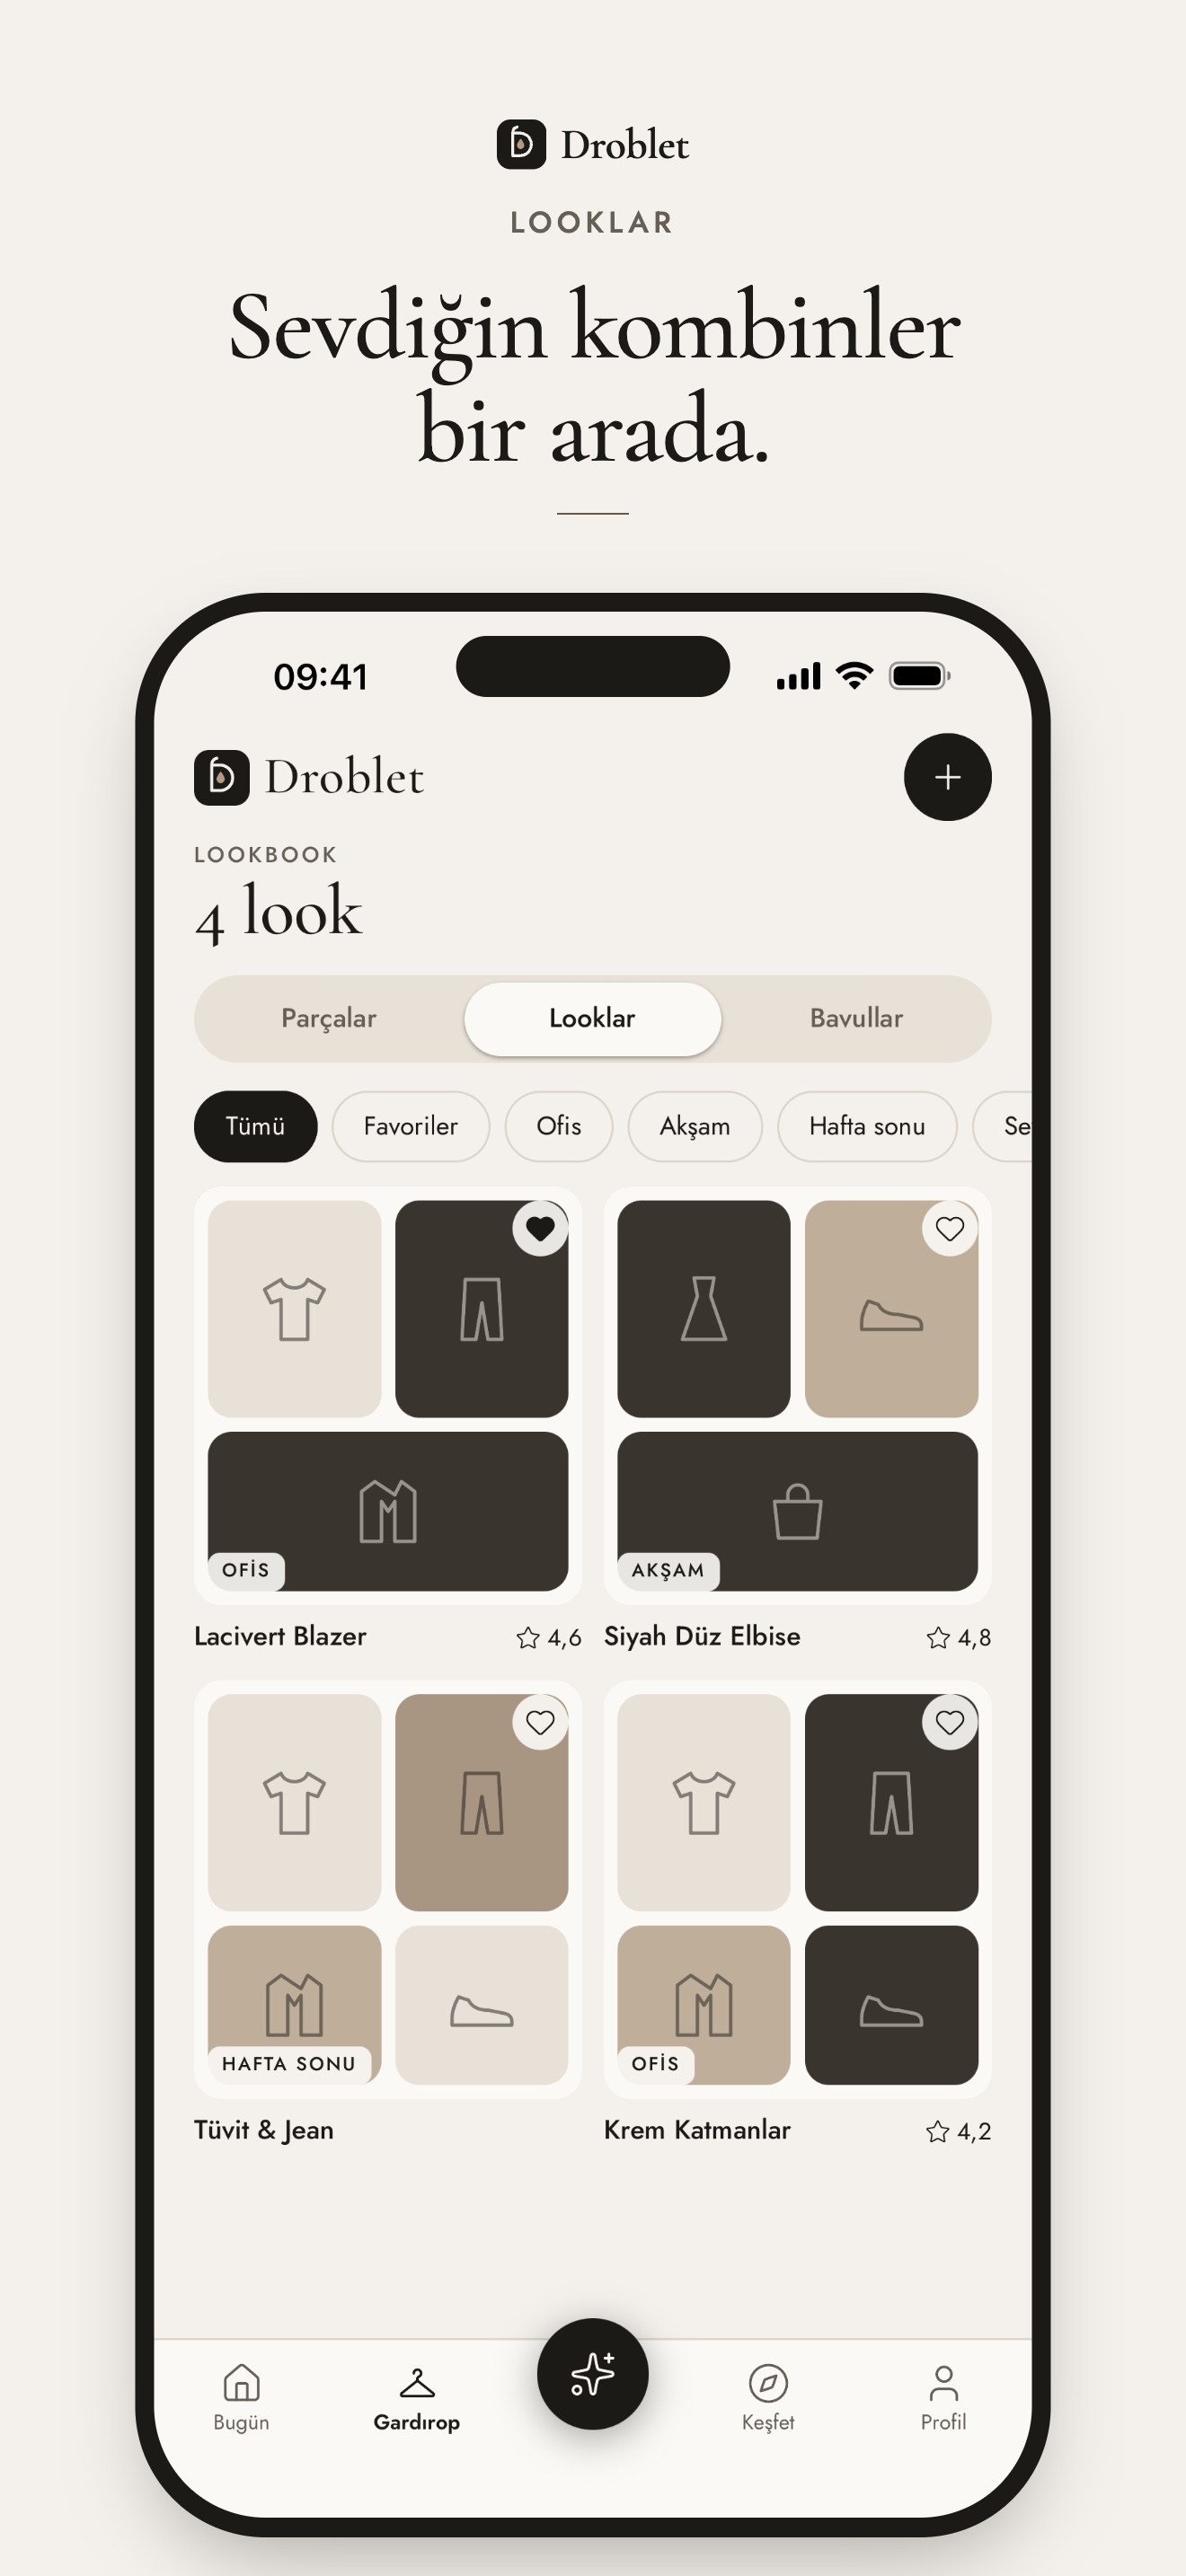 Droblet
LOOKLAR
Sevdiğin kombinler
bir arada.
09:41
Droblet
LOOKBOOK
4 look
Parçalar Looklar Bavullar
Tümü Favoriler Ofis Akşam Hafta sonu Se
OFİS AKŞAM
Lacivert Blazer 4,6 Siyah Düz Elbise 4,8
HAFTA SONU OFİS
Tüvit & Jean Krem Katmanlar 4,2
Bugün Gardırop Keşfet Profil